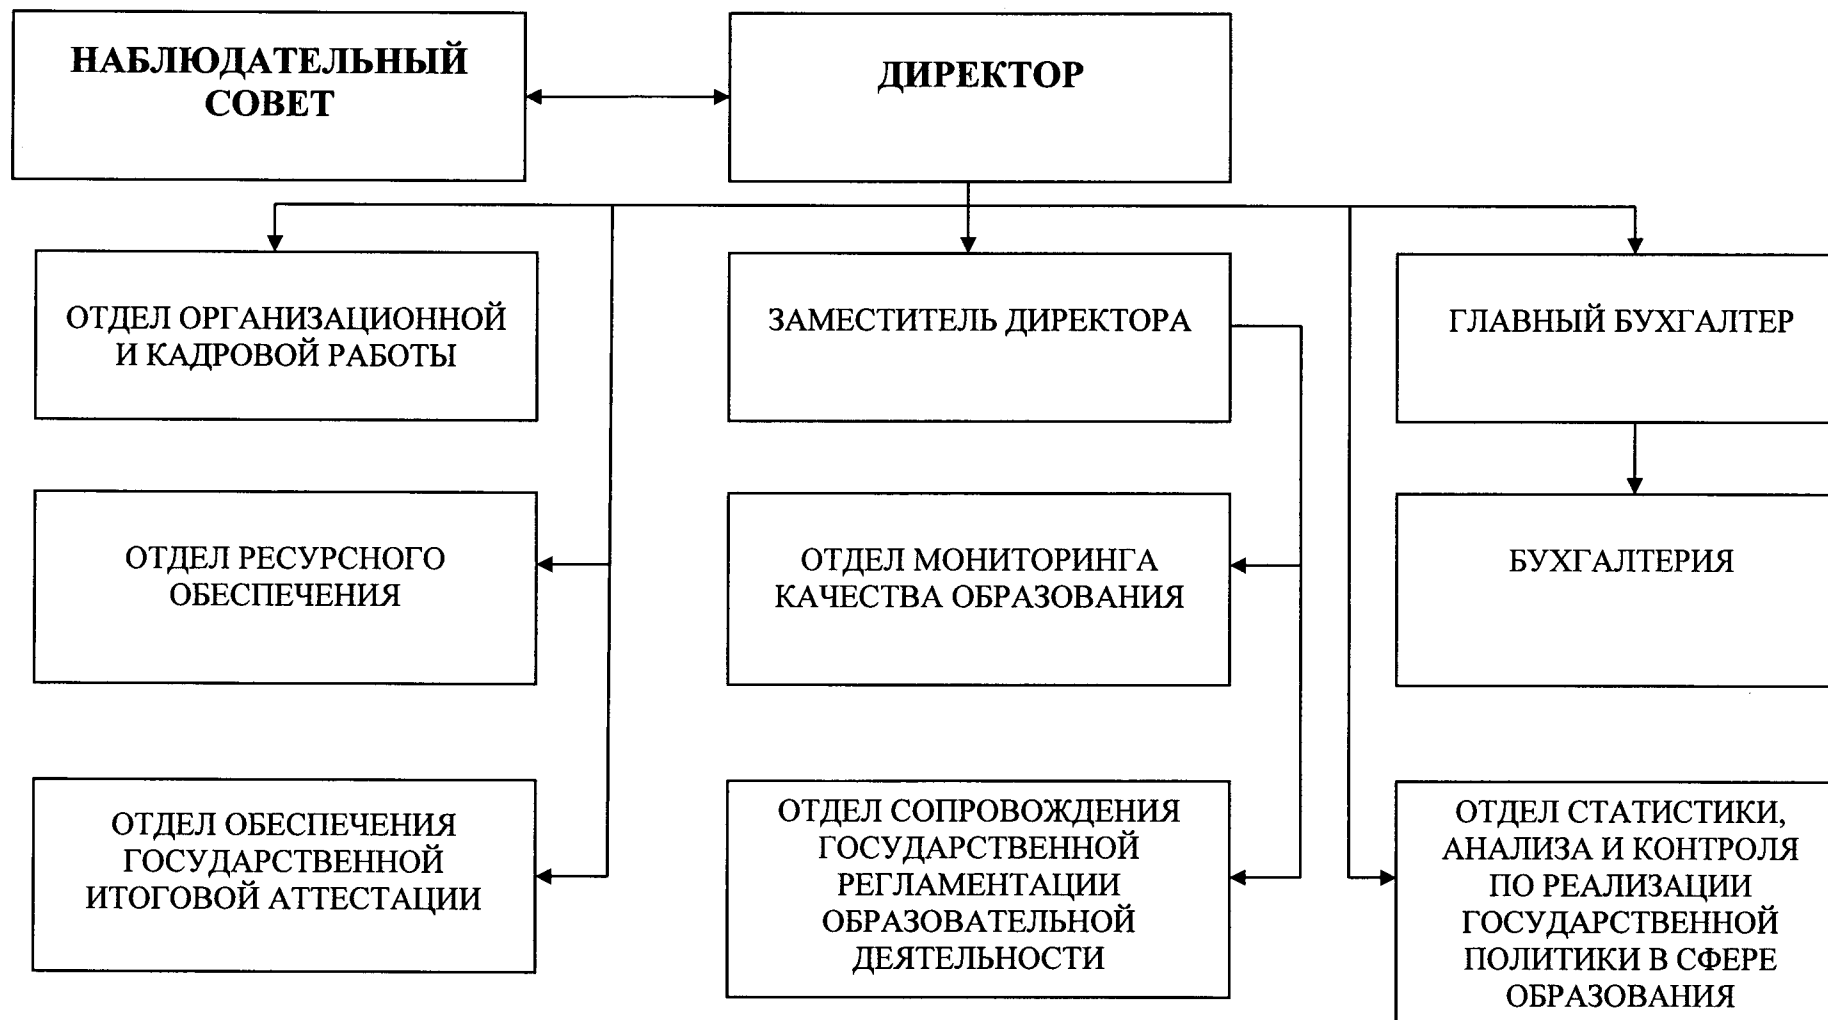 НАБЛЮДАТЕЛЬНЫЙ
СОВЕТ
ДИРЕКТОР
ОТДЕЛ ОРГАНИЗАЦИОННОЙ
И КАДРОВОЙ РАБОТЫ
ЗАМЕСТИТЕЛЬ ДИРЕКТОРА
ГЛАВНЫЙ БУХГАЛТЕР
ОТДЕЛ РЕСУРСНОГО
ОБЕСПЕЧЕНИЯ
ОТДЕЛ МОНИТОРИНГА
КАЧЕСТВА ОБРАЗОВАНИЯ
БУХГАЛТЕРИЯ
ОТДЕЛ ОБЕСПЕЧЕНИЯ
ГОСУДАРСТВЕННОЙ
ИТОГОВОЙ АТТЕСТАЦИИ
ОТДЕЛ СОПРОВОЖДЕНИЯ
ГОСУДАРСТВЕННОЙ
РЕГЛАМЕНТАЦИИ
ОБРАЗОВАТЕЛЬНОЙ
ДЕЯТЕЛЬНОСТИ
ОТДЕЛ СТАТИСТИКИ,
АНАЛИЗА И КОНТРОЛЯ
ПО РЕАЛИЗАЦИИ
ГОСУДАРСТВЕННОЙ
ПОЛИТИКИ В СФЕРЕ
ОБРАЗОВАНИЯ